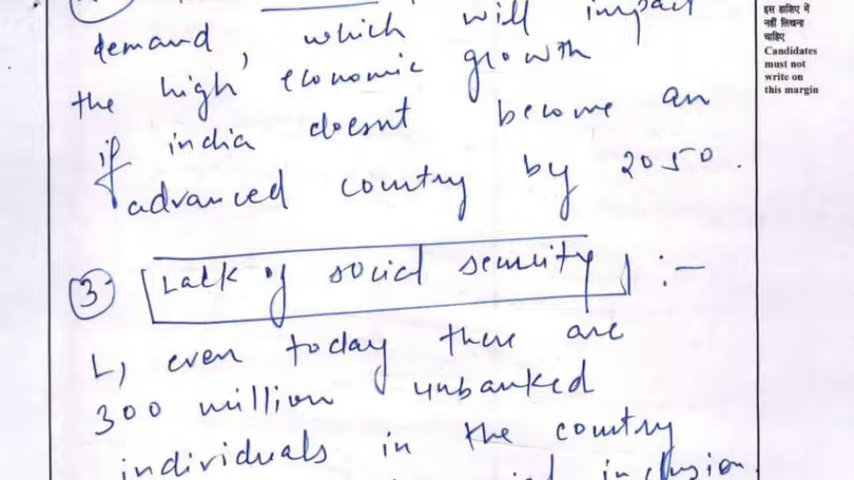 will impact
demand, which
the high economic growth
if india doesnt become an
advanced country by 2050.
3 Lack of social security :-
even today there are
300 million unbanked
individuals in the country
inclusion
इस हाशिए में
नहीं लिखना
चाहिए
Candidates
must not
write on
this margin